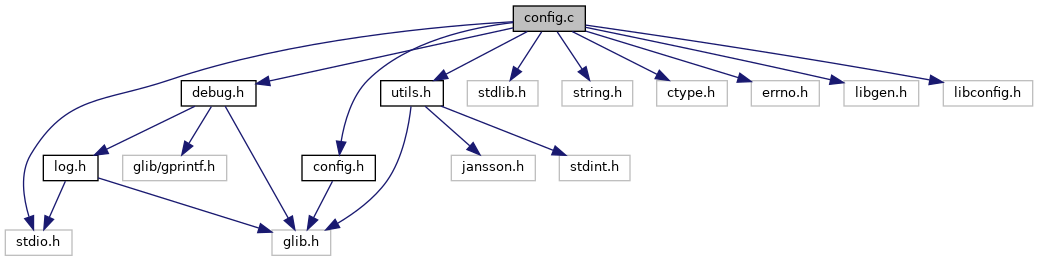 config.c
debug.h
utils.h
stdlib.h
string.h
ctype.h
errno.h
libgen.h
libconfig.h
log.h
glib/gprintf.h
config.h
jansson.h
stdint.h
stdio.h
glib.h